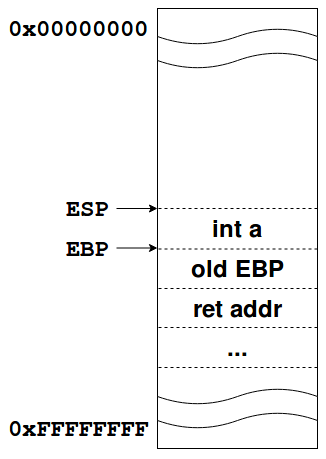 0x00000000
ESP
int a
EBP
old EBP
ret addr
...
0xFFFFFFFF